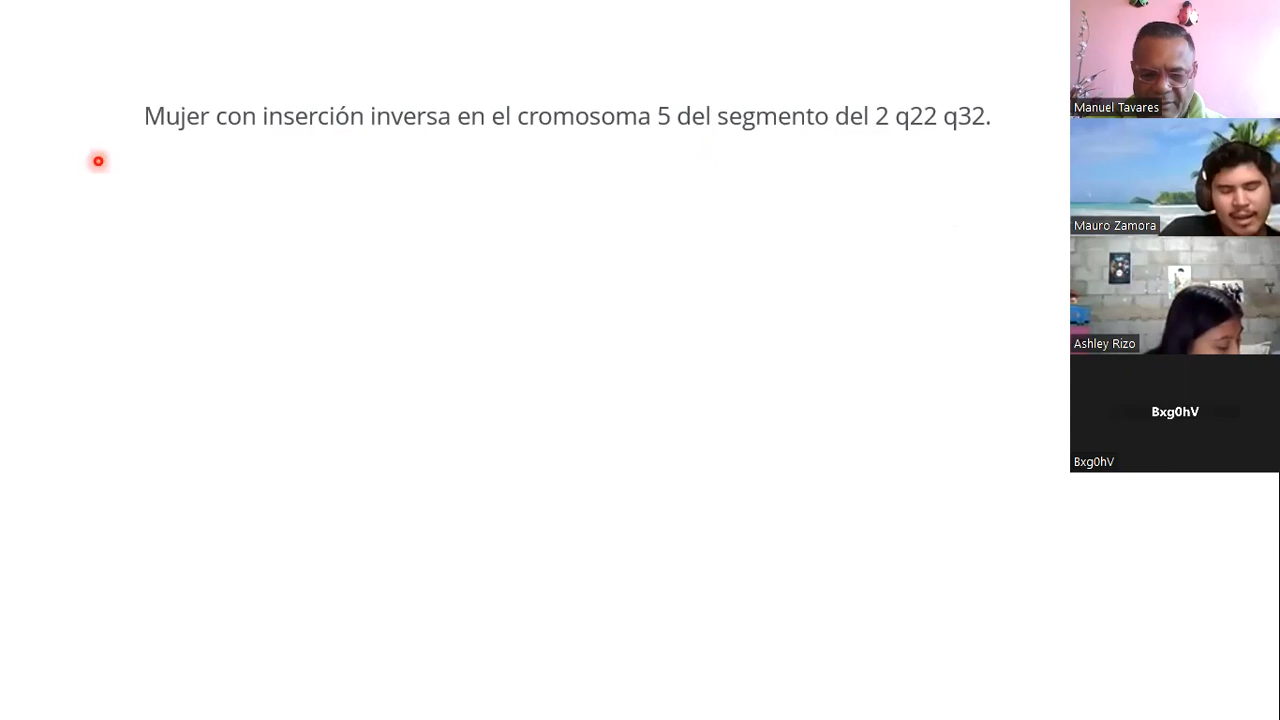 Mujer con inserción inversa en el cromosoma 5 del segmento del 2 q22 q32.
Manuel Tavares
Mauro Zamora
Ashley Rizo
Bxg0hV
Bxg0hV